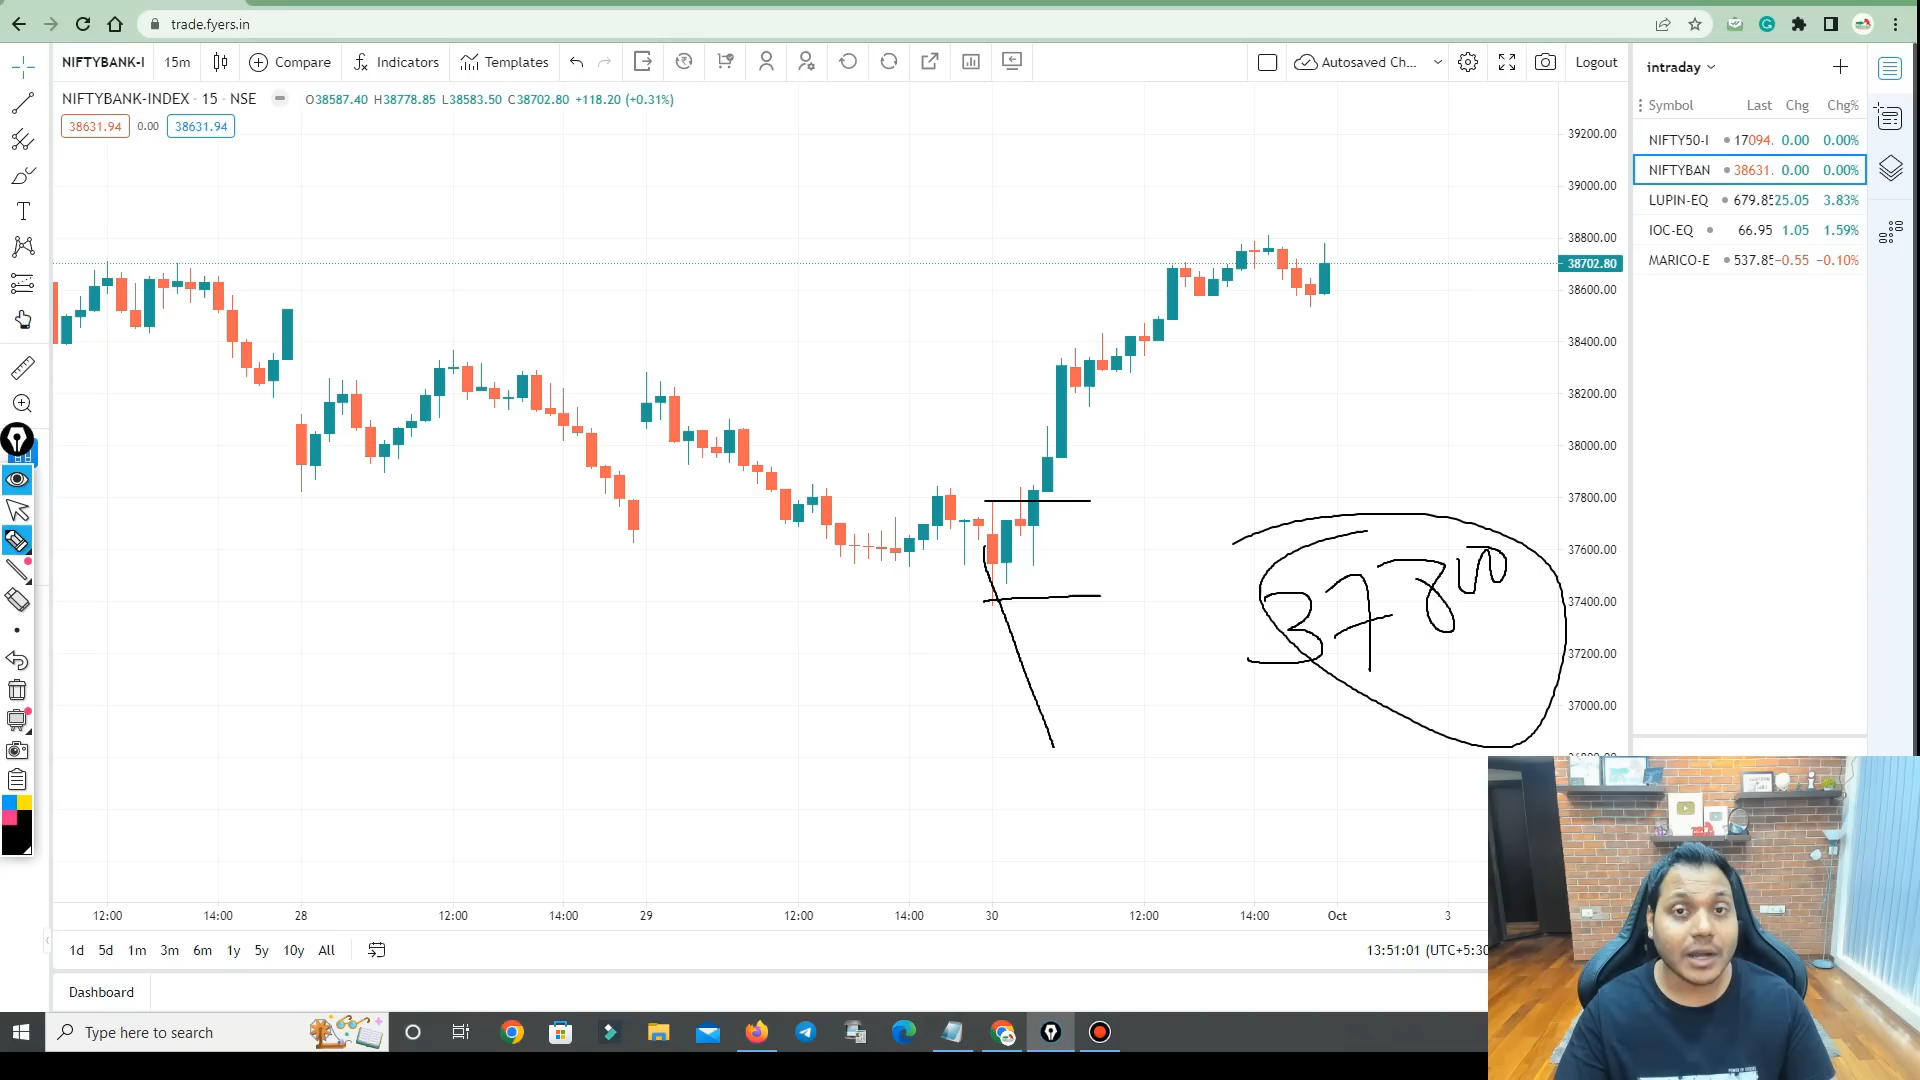 trade.fyers.in
NIFTYBANK-I 15m Compare Indicators Templates Autosaved Ch... Logout
NIFTYBANK-INDEX · 15 · NSE O38587.40 H38778.85 L38583.50 C38702.80 +118.20 (+0.31%)
38631.94 0.00 38631.94
intraday
Symbol Last Chg Chg%
NIFTY50-I 17094. 0.00 0.00%
NIFTYBAN 38631. 0.00 0.00%
LUPIN-EQ 679.85 25.05 3.83%
IOC-EQ 66.95 1.05 1.59%
MARICO-E 537.85 −0.55 −0.10%
39200.00
39000.00
38800.00
38702.80
38600.00
38400.00
38200.00
38000.00
37800.00
37600.00
37400.00
37200.00
37000.00
37800
12:00 14:00 28 12:00 14:00 29 12:00 14:00 30 12:00 14:00 Oct 3
1d 5d 1m 3m 6m 1y 5y 10y All 13:51:01 (UTC+5:30
Dashboard
Type here to search